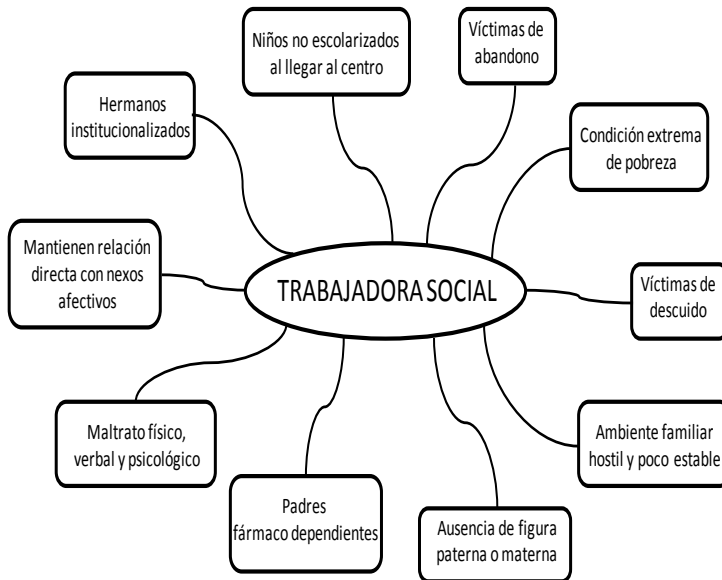 Niños no escolarizados
al llegar al centro
Víctimas de
abandono
Hermanos
institucionalizados
Condición extrema
de pobreza
Mantienen relación
directa con nexos
afectivos
TRABAJADORA SOCIAL
Víctimas de
descuido
Maltrato físico,
verbal y psicológico
Ambiente familiar
hostil y poco estable
Padres
fármaco dependientes
Ausencia de figura
paterna o materna